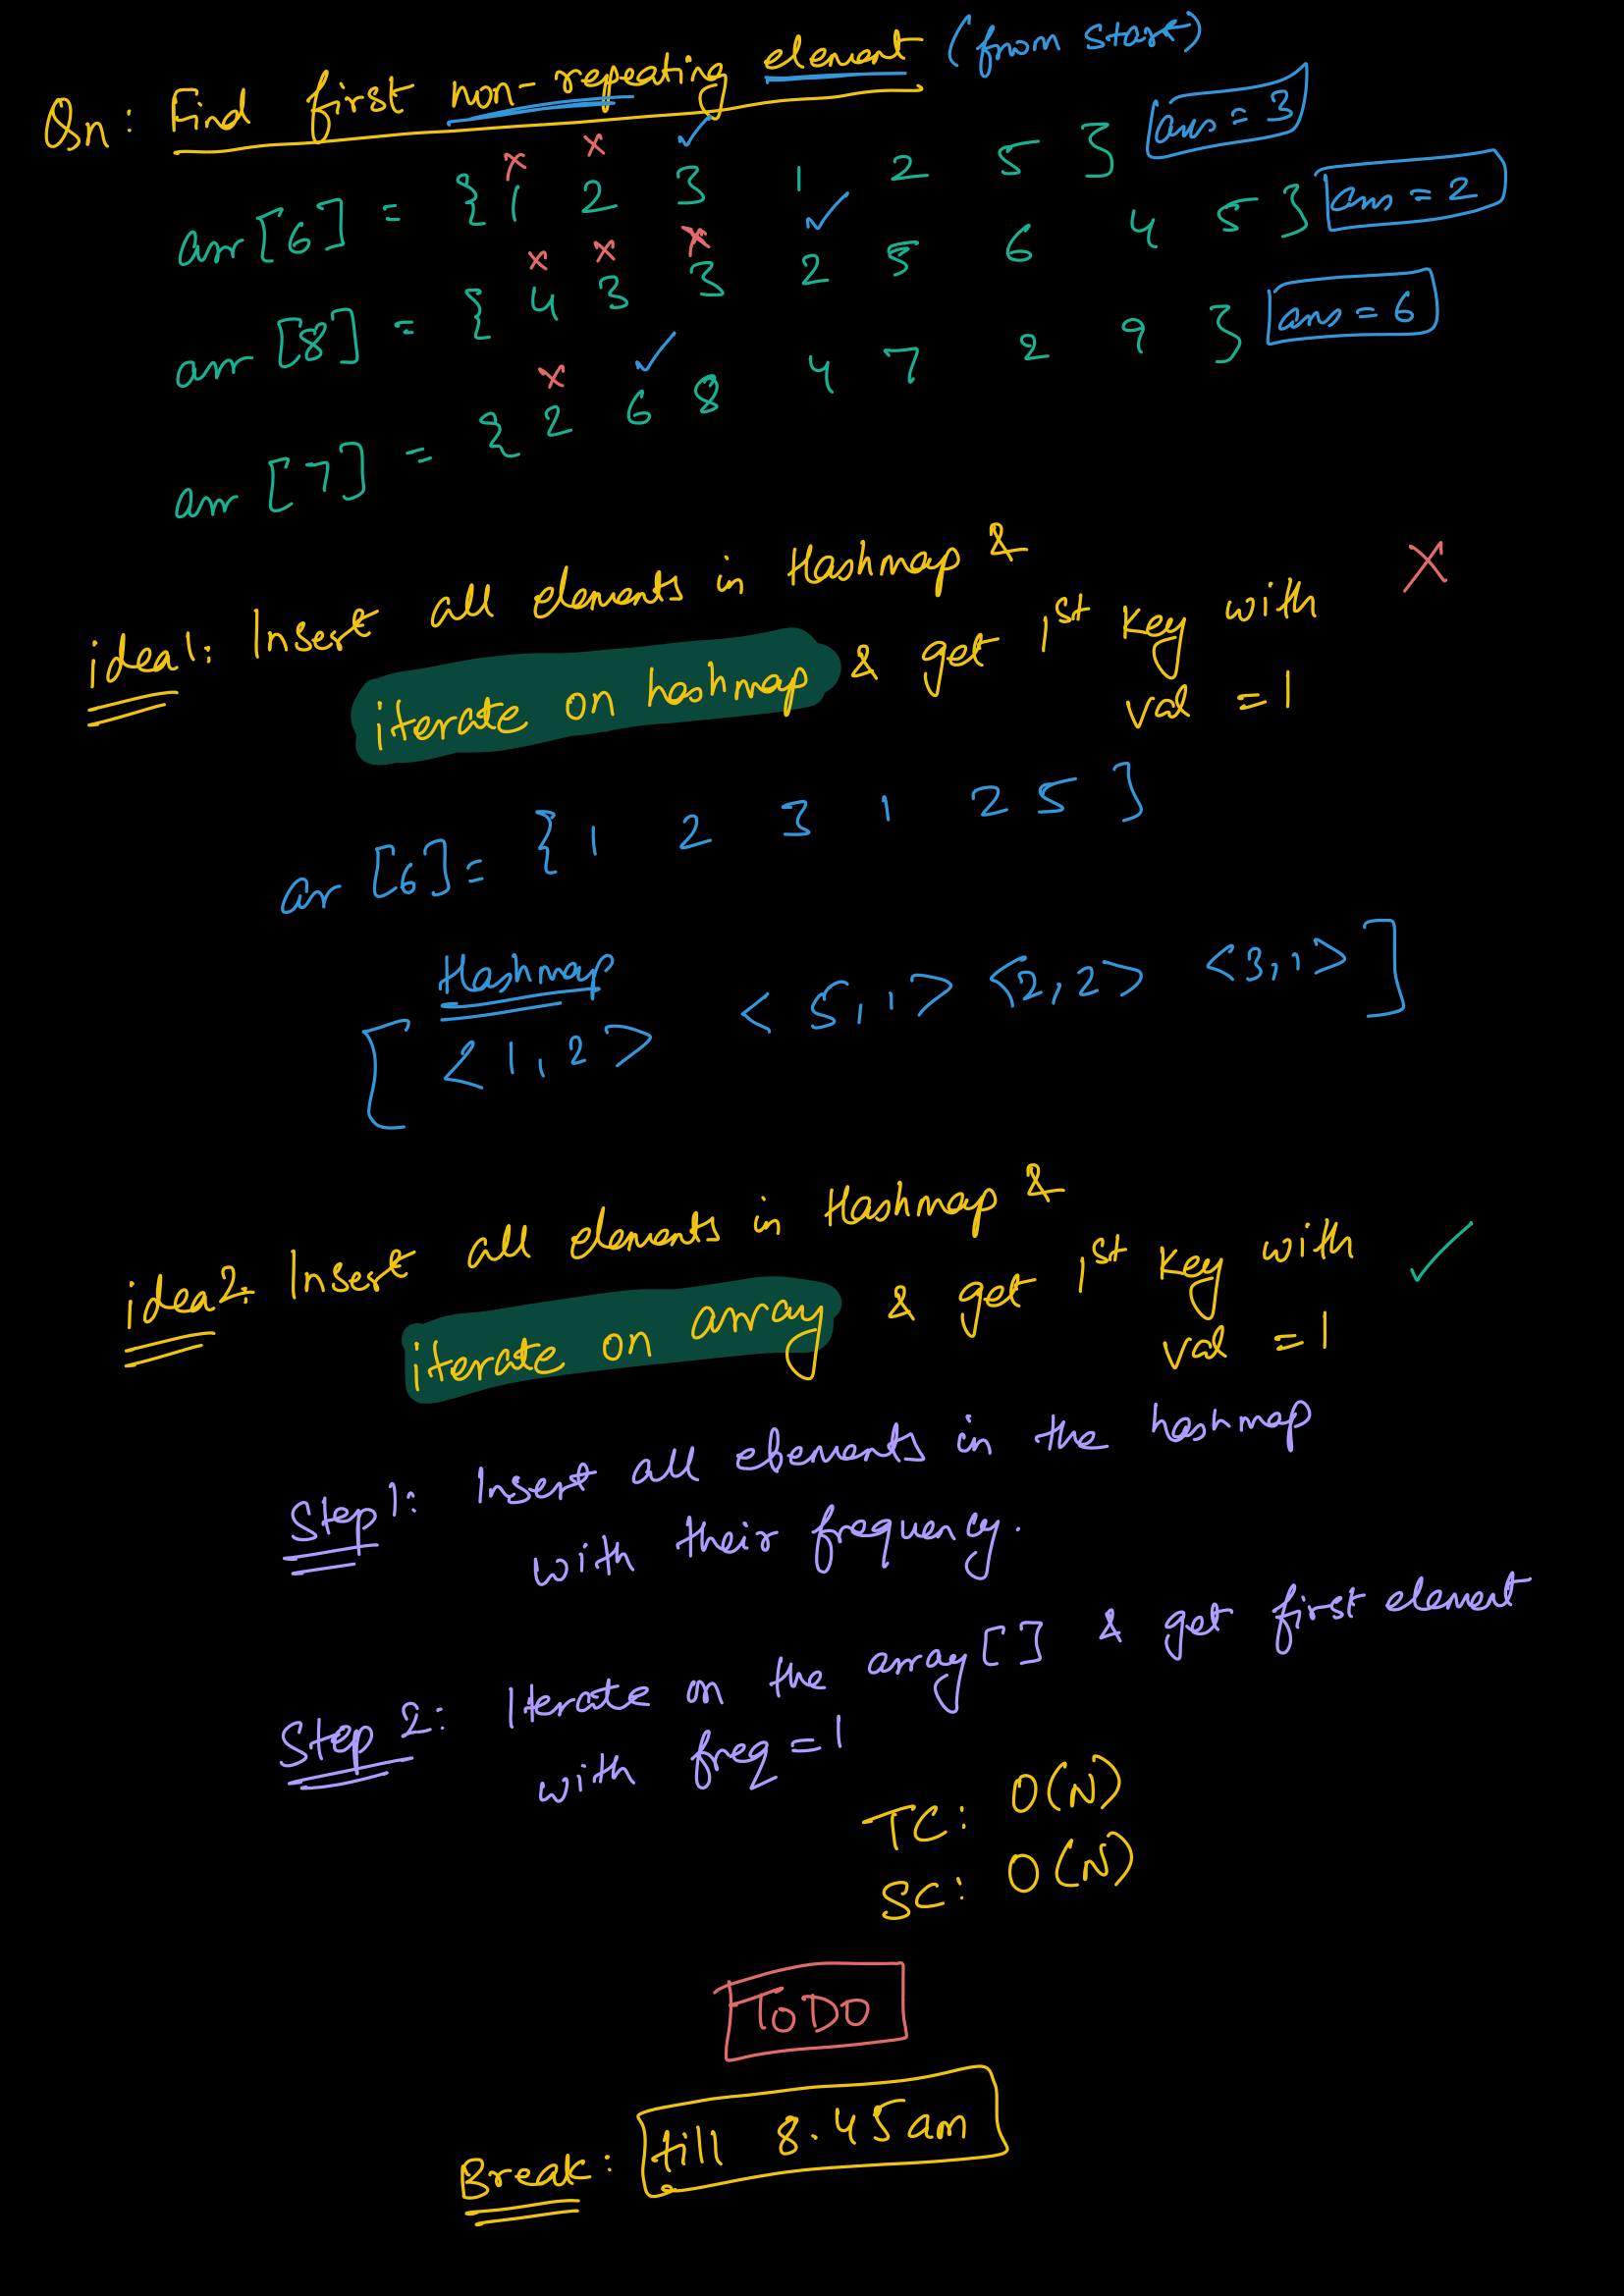 Qn: Find first non-repeating element (from start)
arr [6] = { 1 2 3 1 2 5 } ans = 3
arr [8] = { 4 3 3 2 5 6 4 5 } ans = 2
arr [7] = { 2 6 8 4 7 2 9 } ans = 6
idea1: Insert all elements in Hashmap &
iterate on hashmap & get 1st key with
val = 1
ar [6] = { 1 2 3 1 2 5 }
Hashmap
[ <1,2> <5,1> <2,2> <3,1> ]
idea2: Insert all elements in Hashmap &
iterate on array & get 1st key with
val = 1
Step1: Insert all elements in the hashmap
with their frequency.
Step 2: Iterate on the array[] & get first element
with freq = 1
TC: O(N)
SC: O(N)
ToDo
Break: till 8.45am